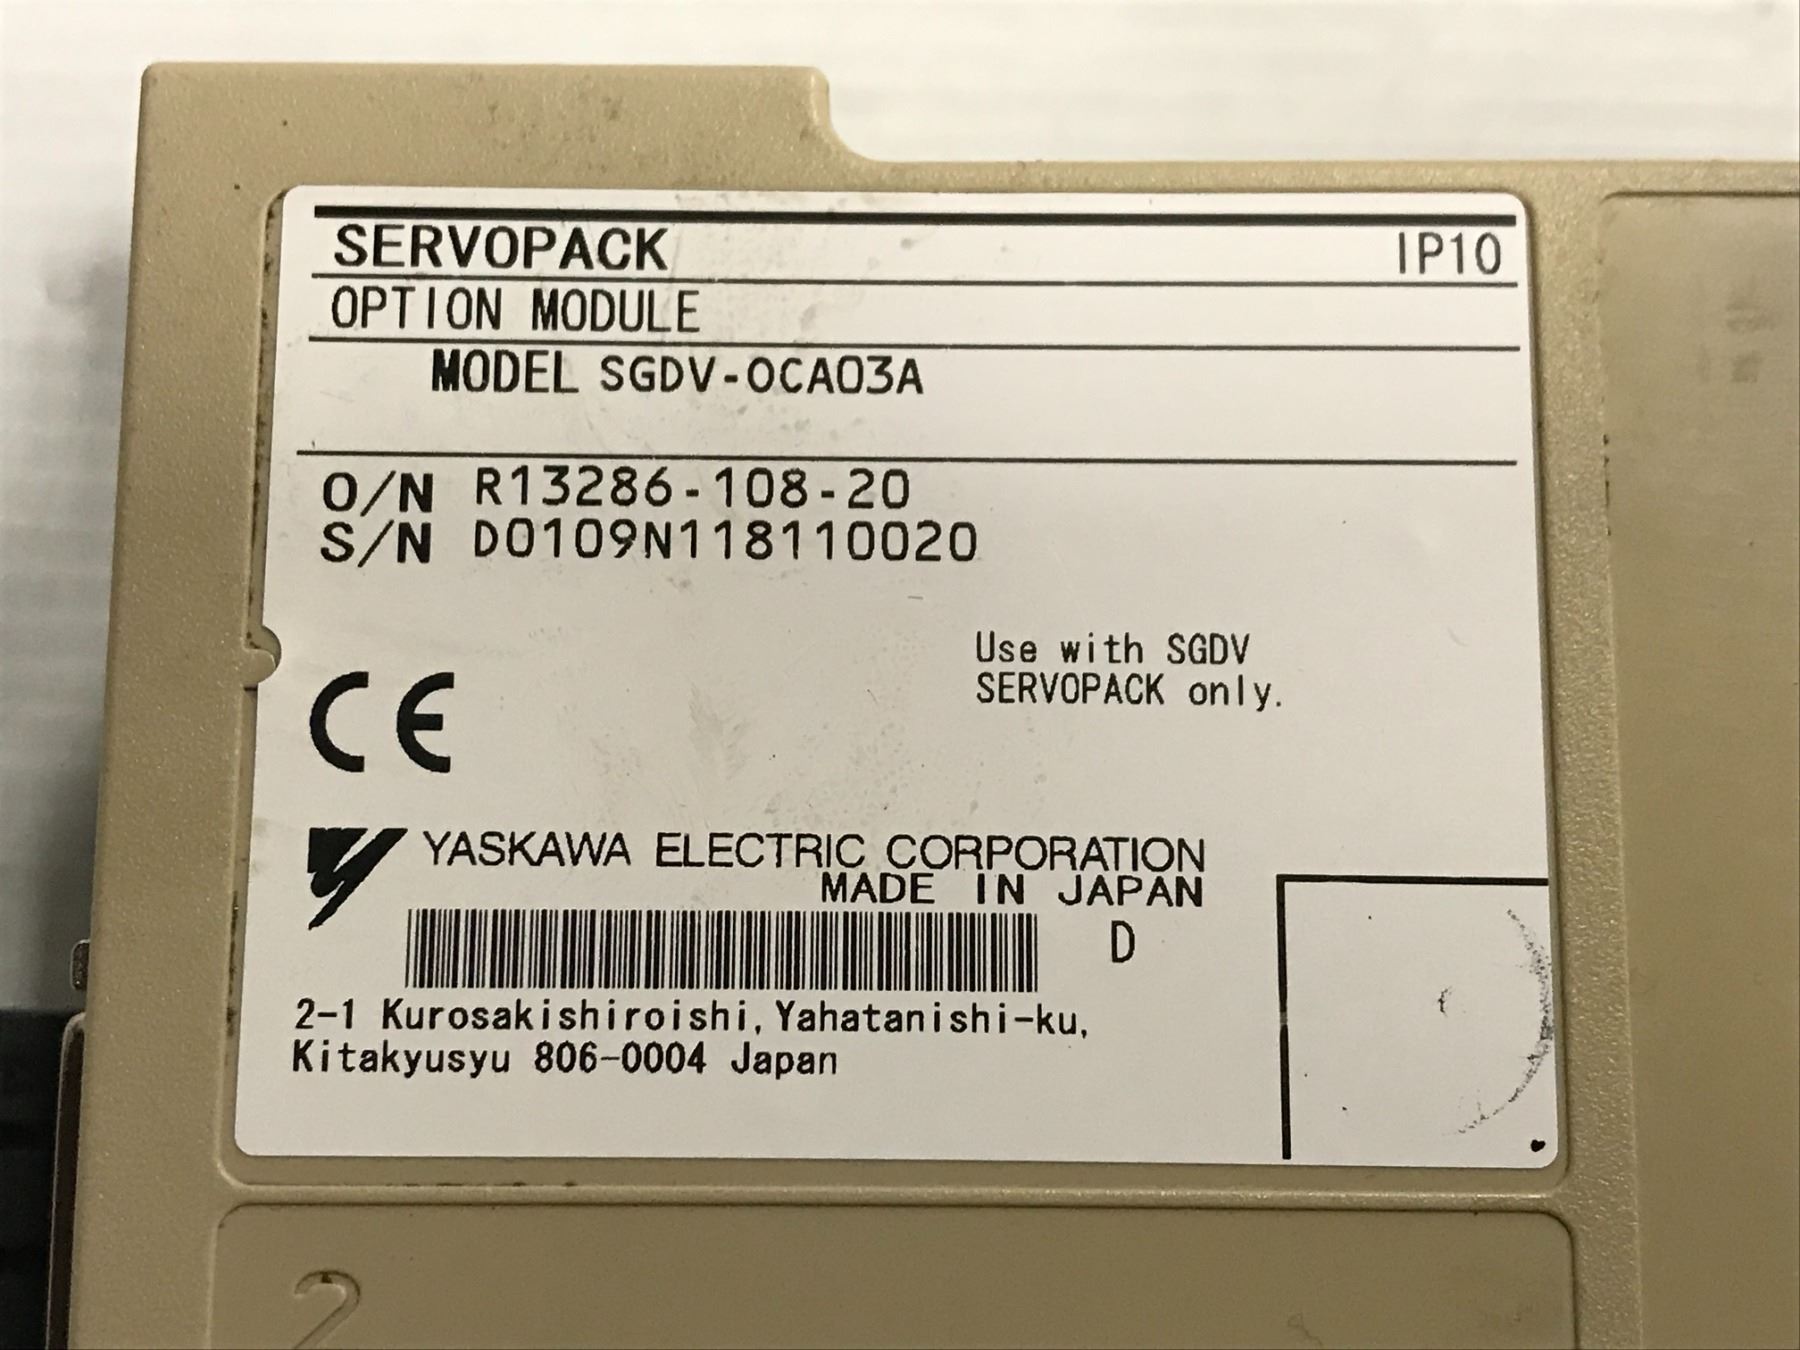 SERVOPACK IP10
OPTION MODULE
MODEL SGDV-OCA03A
O/N R13286-108-20
S/N D0109N118110020
Use with SGDV
SERVOPACK only.
CE
YASKAWA ELECTRIC CORPORATION
MADE IN JAPAN
D
2-1 Kurosakishiroishi, Yahatanishi-ku,
Kitakyusyu 806-0004 Japan
2